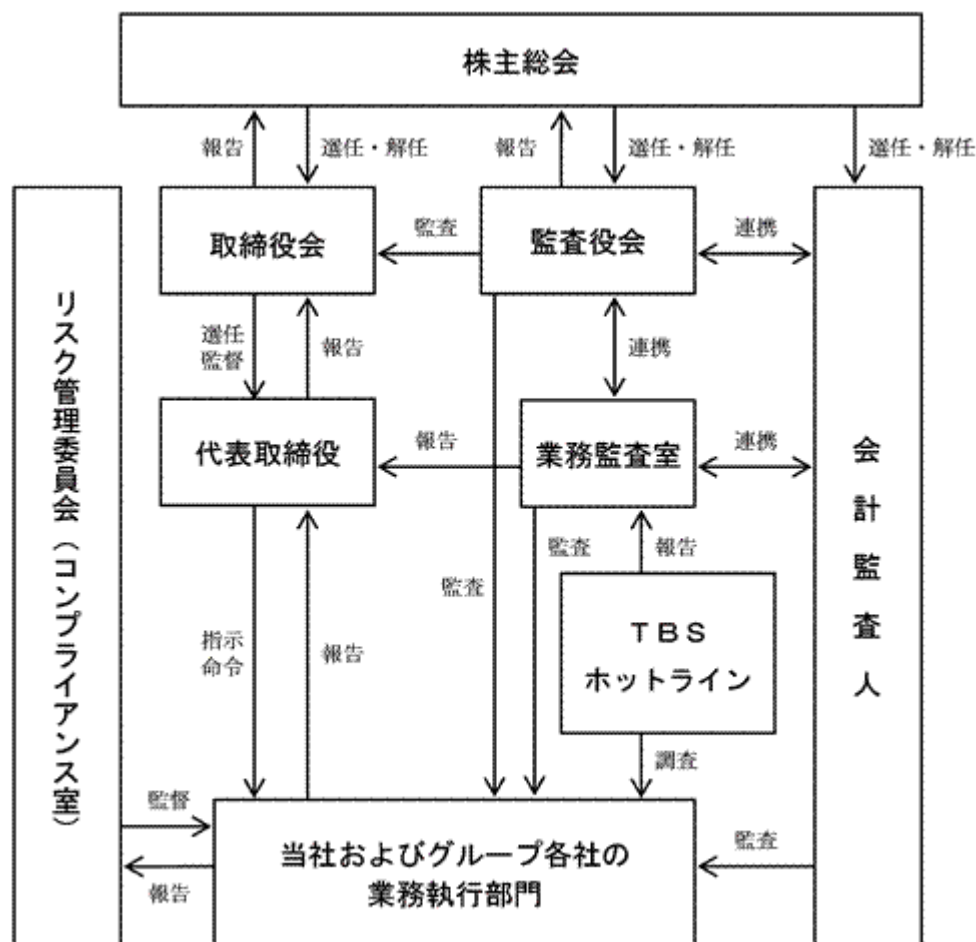 株主総会
報告
選任・解任
報告
選任・解任
選任・解任
取締役会
監査
監査役会
連携
選任
監督
報告
連携
代表取締役
報告
業務監査室
連携
監査
報告
監査
TBS
ホットライン
指示
命令
報告
調査
リスク管理委員会(コンプライアンス室)
会計監査人
監督
報告
当社およびグループ各社の
業務執行部門
監査